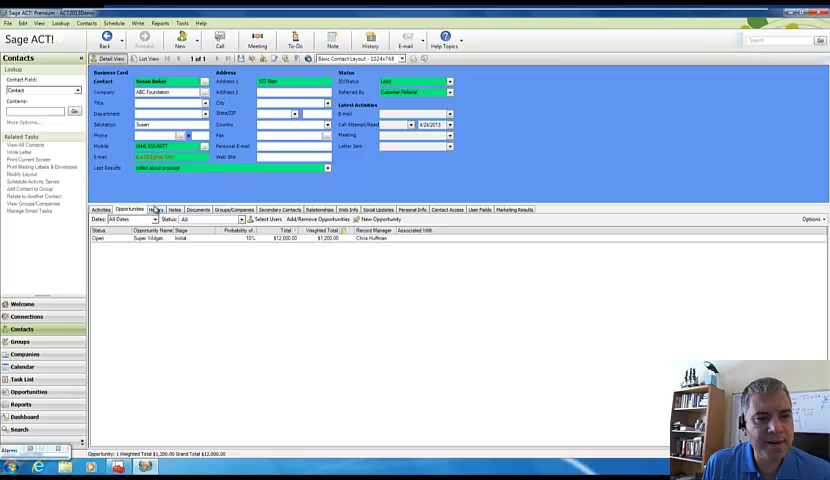 Sage ACT! Premium - ACT2013Demo
File Edit View Lookup Contacts Schedule Write Reports Tools Help
Sage ACT!
Back Forward New Call Meeting To-Do Note History E-mail Help Topics
Search Go
Contacts «
Detail View List View 1 of 1 Basic Contact Layout - 1024x768
Lookup
Contact Field:
Contact
Contains:
Go
More Options
Related Tasks
View All Contacts
Write Letter
Print Current Screen
Print Mailing Labels & Envelopes
Modify Layout
Schedule Activity Series
Add Contact to Group
Relate to Another Contact
View Groups/Companies
Manage Smart Tasks
Business Card
Contact Susan Baker
Company ABC Foundation
Title
Department
Salutation Susan
Phone
Mobile (444) 555-6677
E-mail
Last Results called about proposal
Address
Address 1 123 Main
Address 2
City
State/ZIP
Country
Fax
Personal E-mail
Web Site
Status
ID/Status Lead
Referred By Customer Referral
Latest Activities
E-mail
Call Attempt/Reach 4/24/2013
Meeting
Letter Sent
Activities Opportunities History Notes Documents Groups/Companies Secondary Contacts Relationships Web Info Social Updates Personal Info Contact Access User Fields Marketing Results
Dates: All Dates Status: All Select Users Add/Remove Opportunities New Opportunity Options
Status Opportunity Name Stage Probability of. Total Weighted Total Record Manager Associated With
Open Super Widget. Initial. 10% $12,000.00 $1,200.00 Chris Huffman
Welcome
Connections
Contacts
Groups
Companies
Calendar
Task List
Opportunities
Reports
Dashboard
Search
Alarms
Opportunity: 1 Weighted Total $1,200.00 Grand Total $12,000.00